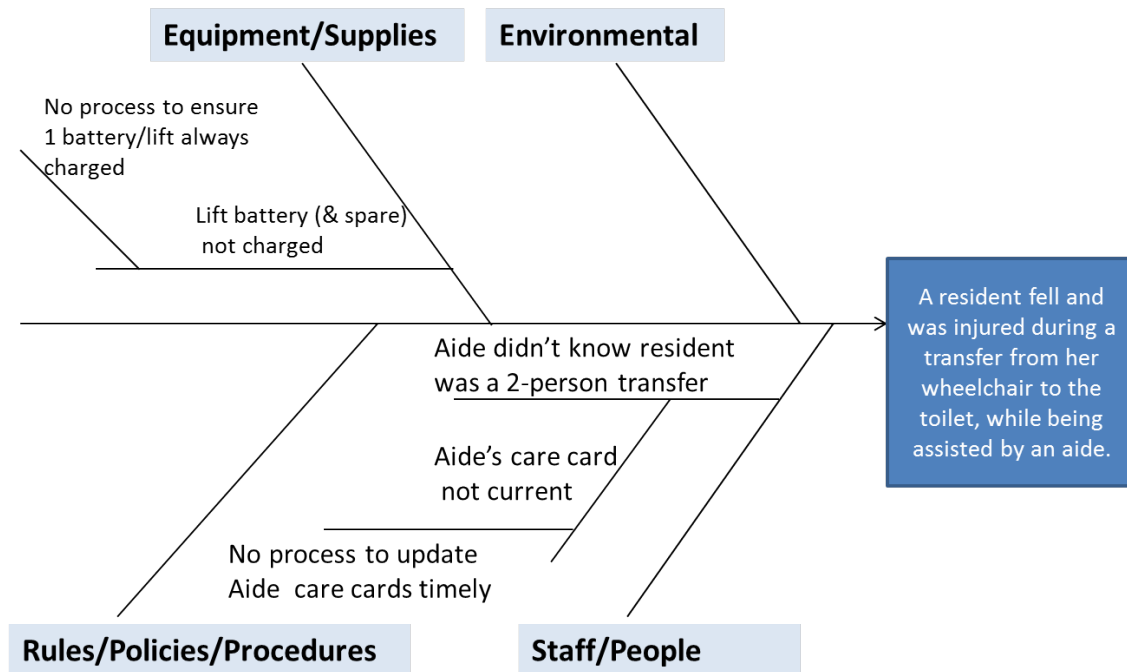 Equipment/Supplies
Environmental
No process to ensure
1 battery/lift always
charged
Lift battery (& spare)
not charged
A resident fell and
was injured during a
transfer from her
wheelchair to the
toilet, while being
assisted by an aide.
Aide didn’t know resident
was a 2-person transfer
Aide’s care card
not current
No process to update
Aide care cards timely
Rules/Policies/Procedures
Staff/People